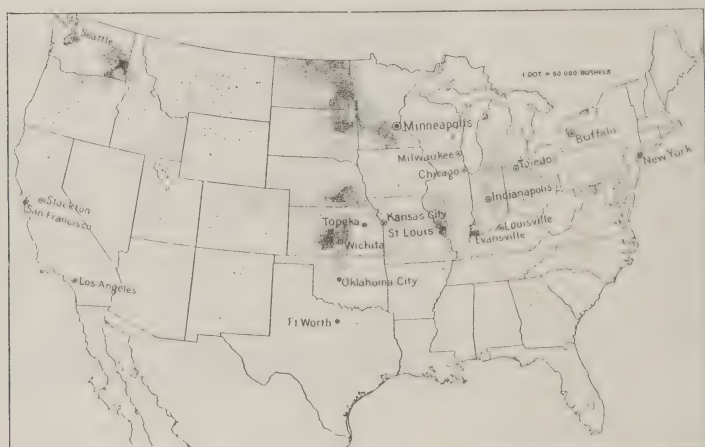 Seattle
1 DOT = 50 000 BUSHELS
Minneapolis
Buffalo
Milwaukee
Chicago
Toledo
New York
Stockton
San Francisco
Indianapolis
Topeka
Kansas City
St Louis
Louisville
Evansville
Wichita
Los Angeles
Oklahoma City
Ft Worth